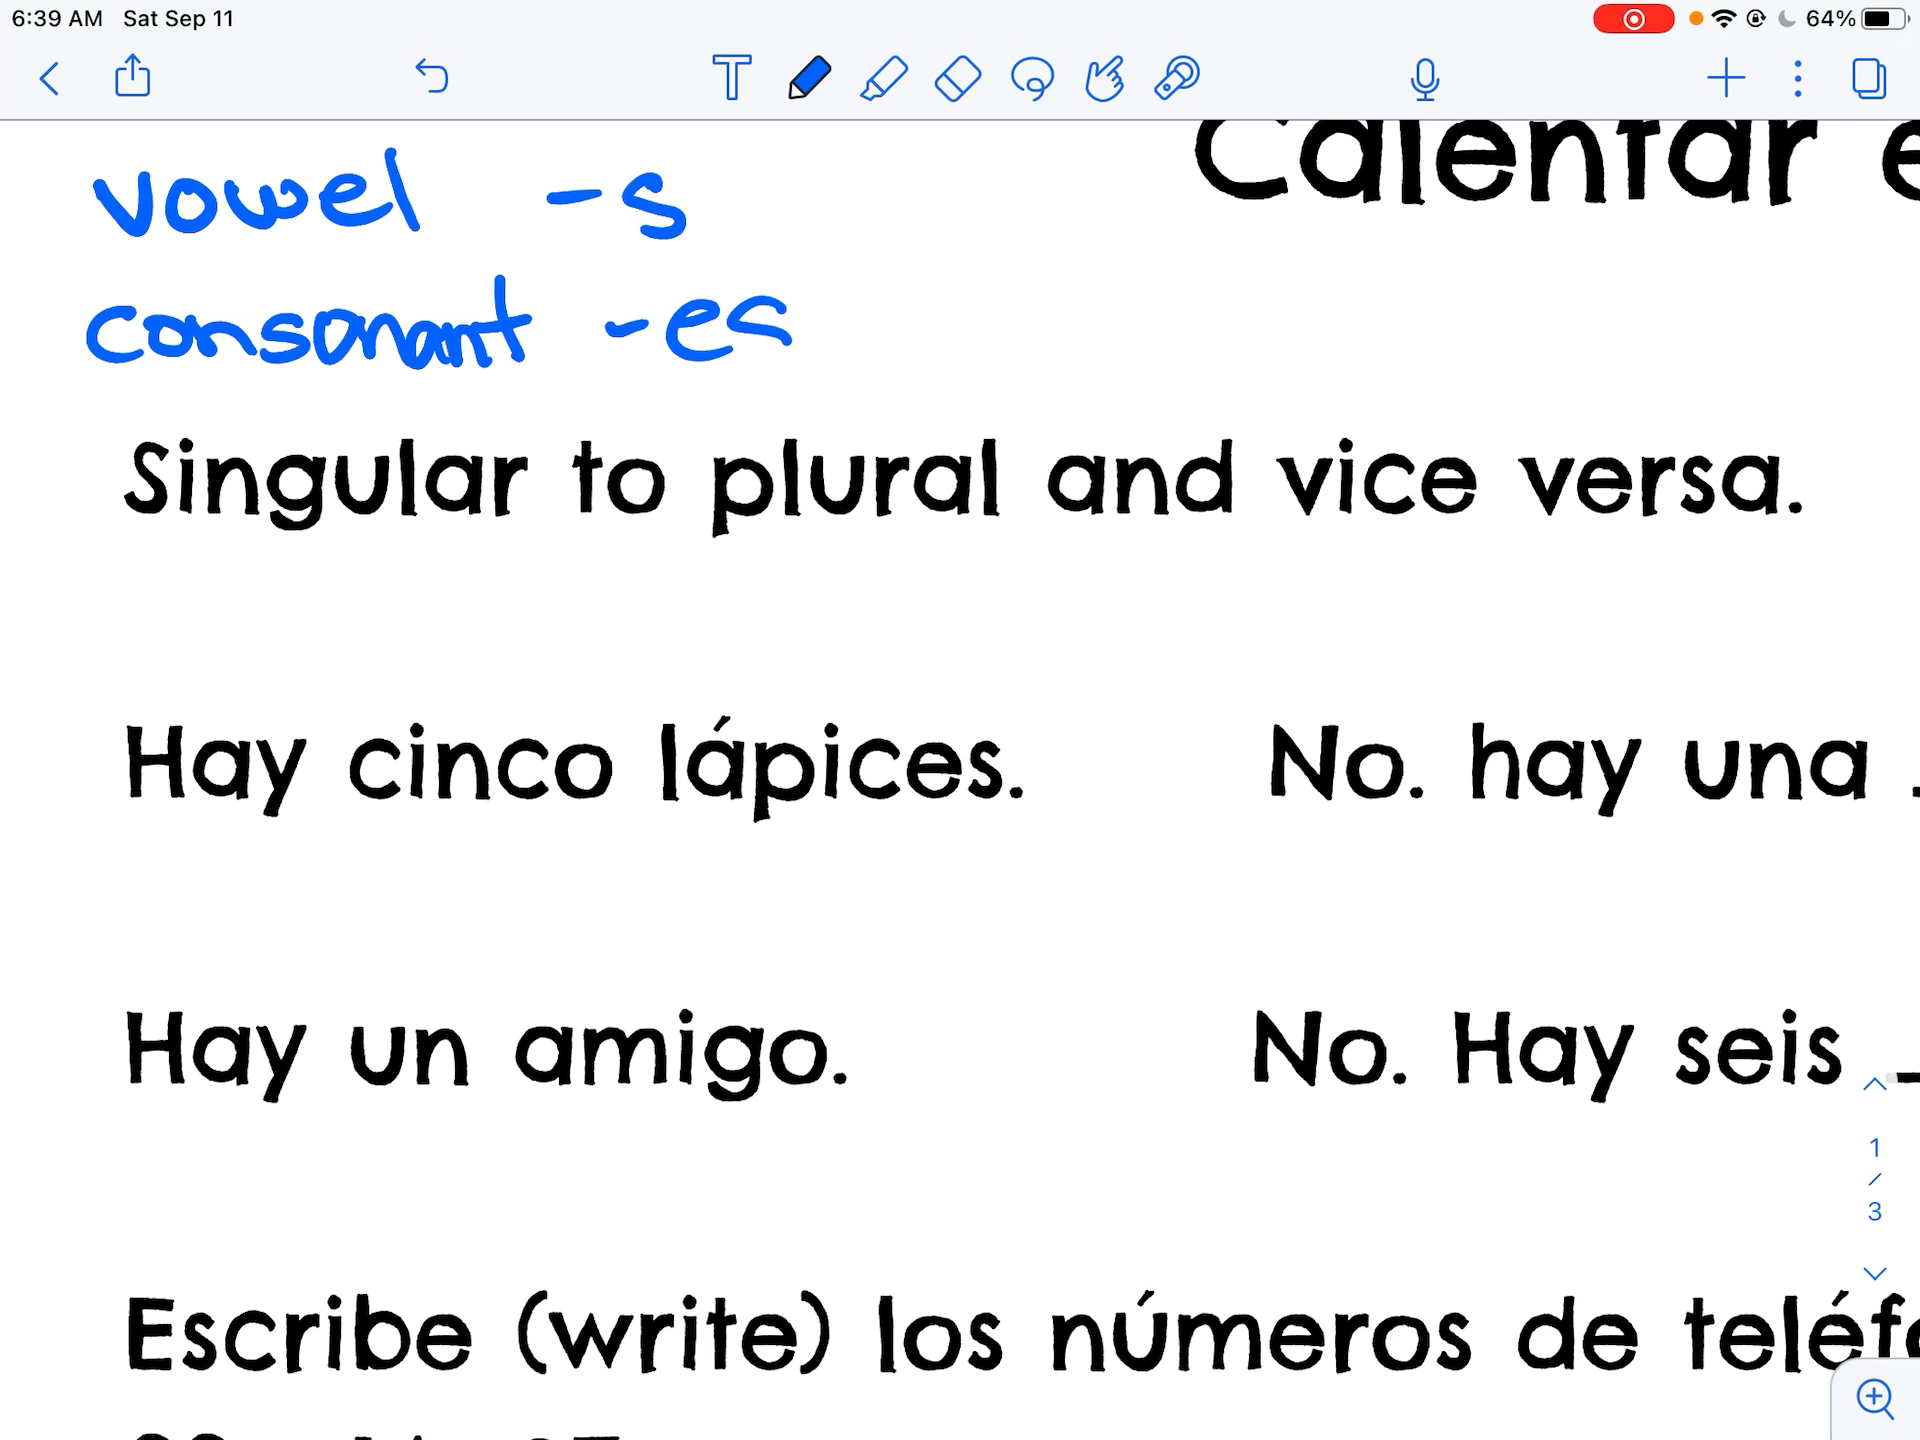 6:39 AM Sat Sep 11 64%
Calentar
vowel -s
consonant -es
Singular to plural and vice versa.
Hay cinco lápices. No. hay una
Hay un amigo. No. Hay seis
1
/
3
Escribe (write) los números de